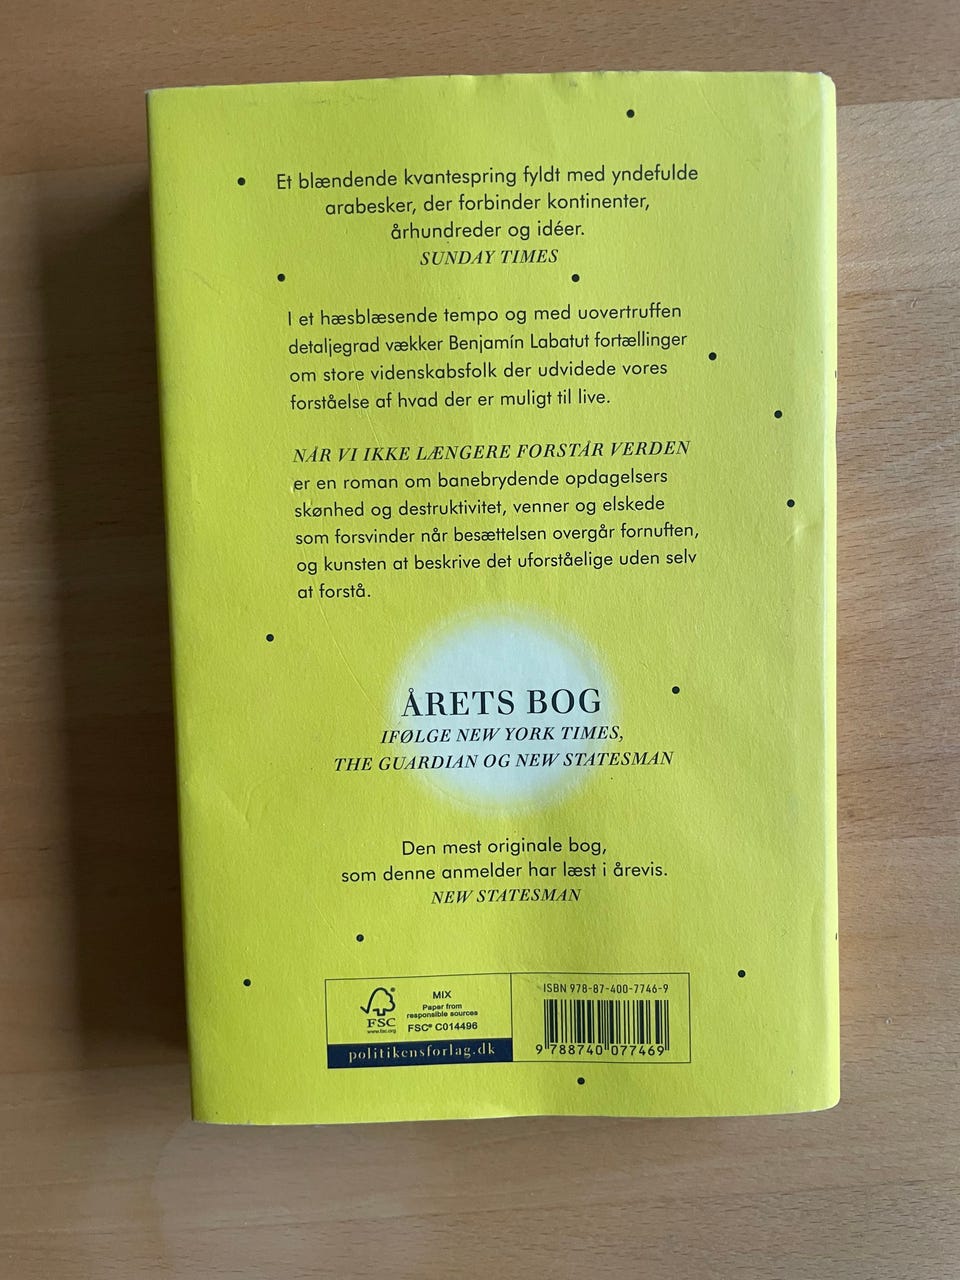 Et blændende kvantespring fyldt med yndefulde
arabesker, der forbinder kontinenter,
århundreder og idéer.
SUNDAY TIMES
I et hæsblæsende tempo og med uovertruffen
detaljegrad vækker Benjamín Labatut fortællinger
om store videnskabsfolk der udvidede vores
forståelse af hvad der er muligt til live.
NÅR VI IKKE LÆNGERE FORSTÅR VERDEN
er en roman om banebrydende opdagelsers
skønhed og destruktivitet, venner og elskede
som forsvinder når besættelsen overgår fornuften,
og kunsten at beskrive det uforståelige uden selv
at forstå.
ÅRETS BOG
IFØLGE NEW YORK TIMES,
THE GUARDIAN OG NEW STATESMAN
Den mest originale bog,
som denne anmelder har læst i årevis.
NEW STATESMAN
FSC
www.fsc.org
MIX
Paper from
responsible sources
FSC® C014496
politikensforlag.dk
ISBN 978-87-400-7746-9
9 788740 077469